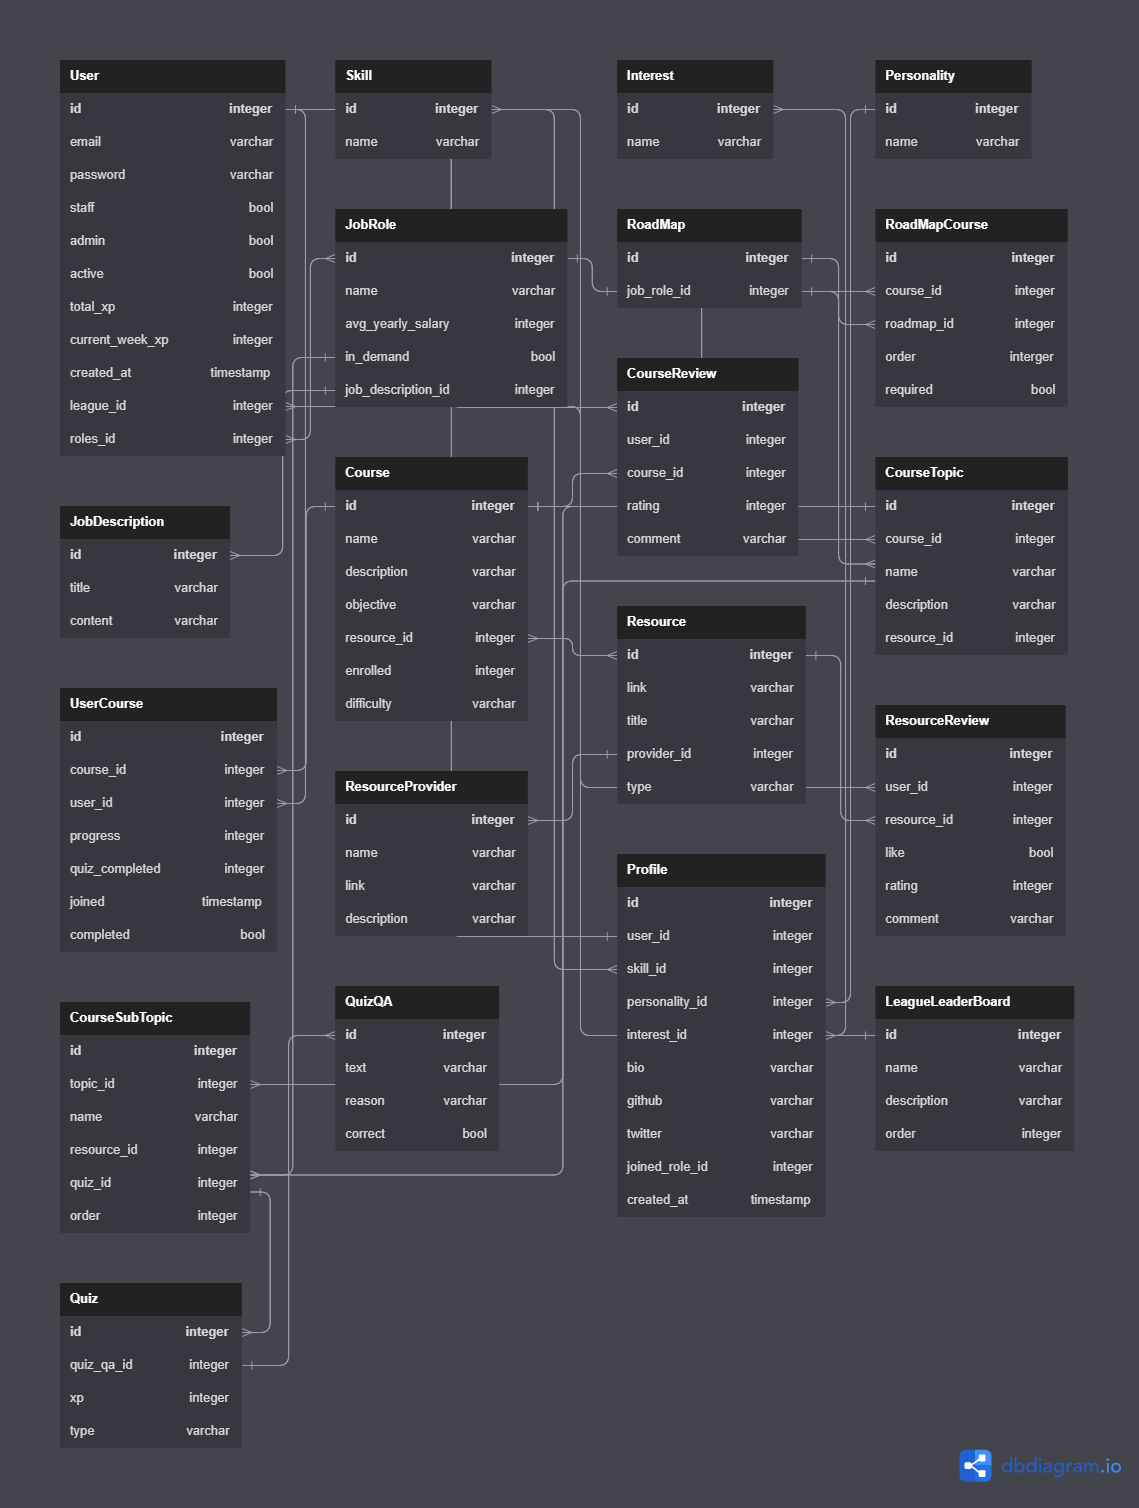 User
id integer
email varchar
password varchar
staff bool
admin bool
active bool
total_xp integer
current_week_xp integer
created_at timestamp
league_id integer
roles_id integer
Skill
id integer
name varchar
Interest
id integer
name varchar
Personality
id integer
name varchar
JobRole
id integer
name varchar
avg_yearly_salary integer
in_demand bool
job_description_id integer
RoadMap
id integer
job_role_id integer
RoadMapCourse
id integer
course_id integer
roadmap_id integer
order interger
required bool
CourseReview
id integer
user_id integer
course_id integer
rating integer
comment varchar
Course
id integer
name varchar
description varchar
objective varchar
resource_id integer
enrolled integer
difficulty varchar
CourseTopic
id integer
course_id integer
name varchar
description varchar
resource_id integer
JobDescription
id integer
title varchar
content varchar
Resource
id integer
link varchar
title varchar
provider_id integer
type varchar
UserCourse
id integer
course_id integer
user_id integer
progress integer
quiz_completed integer
joined timestamp
completed bool
ResourceProvider
id integer
name varchar
link varchar
description varchar
ResourceReview
id integer
user_id integer
resource_id integer
like bool
rating integer
comment varchar
Profile
id integer
user_id integer
skill_id integer
personality_id integer
interest_id integer
bio varchar
github varchar
twitter varchar
joined_role_id integer
created_at timestamp
CourseSubTopic
id integer
topic_id integer
name varchar
resource_id integer
quiz_id integer
order integer
QuizQA
id integer
text varchar
reason varchar
correct bool
LeagueLeaderBoard
id integer
name varchar
description varchar
order integer
Quiz
id integer
quiz_qa_id integer
xp integer
type varchar
dbdiagram.io